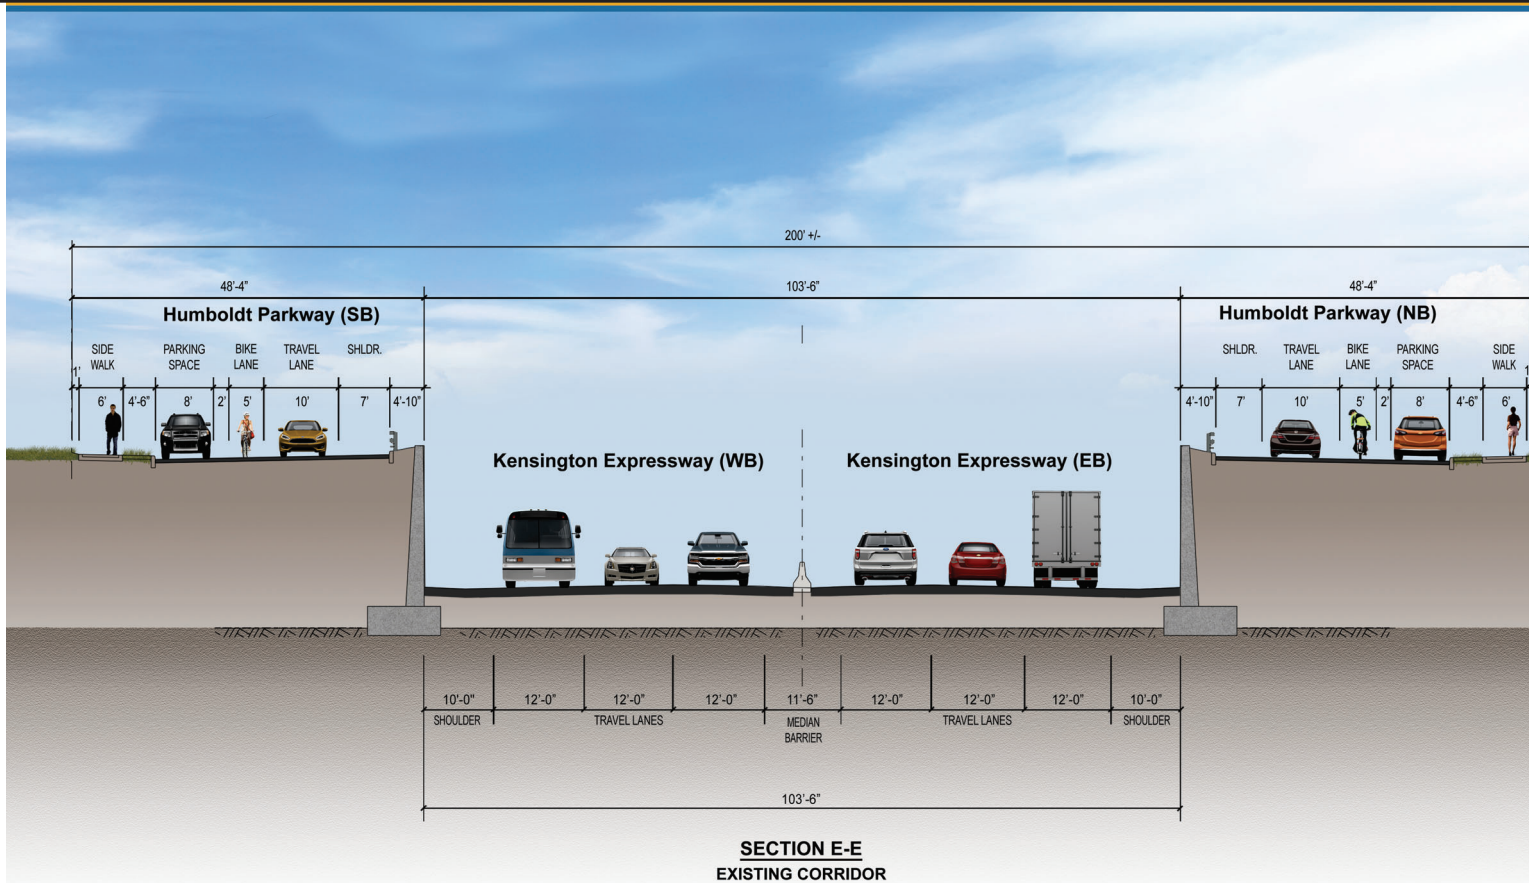 200' +/-
48'-4"
103'-6"
48'-4"
Humboldt Parkway (SB)
Humboldt Parkway (NB)
SIDE
WALK
PARKING
SPACE
BIKE
LANE
TRAVEL
LANE
SHLDR.
SHLDR.
TRAVEL
LANE
BIKE
LANE
PARKING
SPACE
SIDE
WALK
1'
6'
4'-6"
8'
2'
5'
10'
7'
4'-10"
4'-10"
7'
10'
5'
2'
8'
4'-6"
6'
Kensington Expressway (WB)
Kensington Expressway (EB)
10'-0"
12'-0"
12'-0"
12'-0"
11'-6"
12'-0"
12'-0"
12'-0"
10'-0"
SHOULDER
TRAVEL LANES
MEDIAN
BARRIER
TRAVEL LANES
SHOULDER
103'-6"
SECTION E-E
EXISTING CORRIDOR